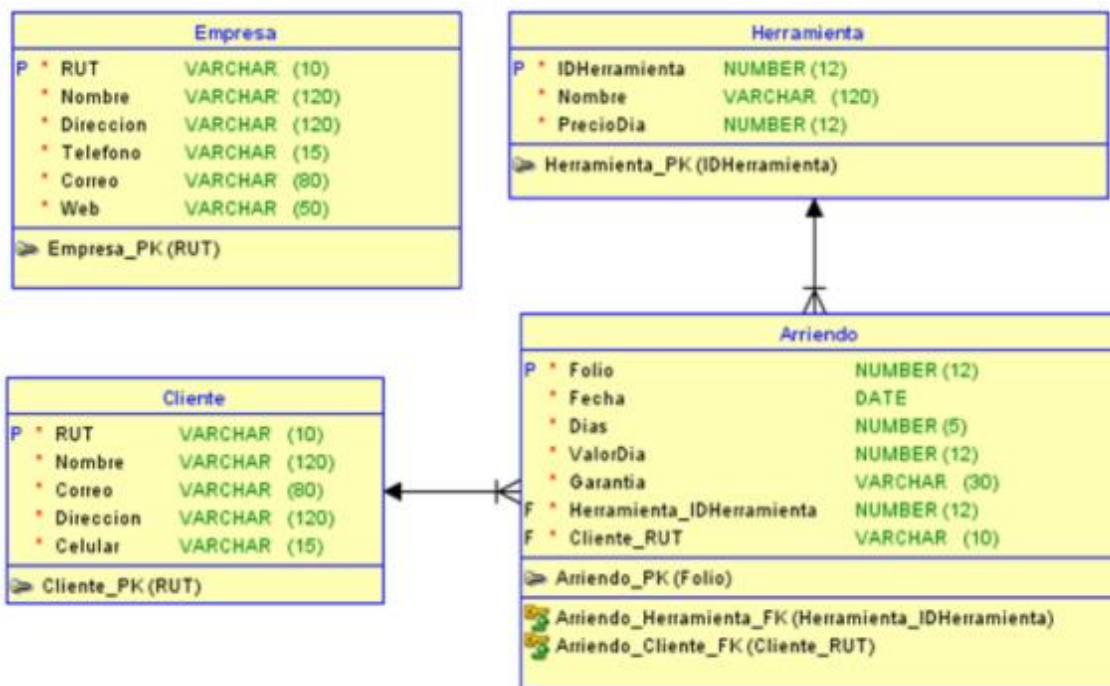 Empresa
P * RUT VARCHAR (10)
* Nombre VARCHAR (120)
* Direccion VARCHAR (120)
* Telefono VARCHAR (15)
* Correo VARCHAR (80)
* Web VARCHAR (50)
Empresa_PK (RUT)
Herramienta
P * IDHerramienta NUMBER (12)
* Nombre VARCHAR (120)
* PrecioDia NUMBER (12)
Herramienta_PK (IDHerramienta)
Cliente
P * RUT VARCHAR (10)
* Nombre VARCHAR (120)
* Correo VARCHAR (80)
* Direccion VARCHAR (120)
* Celular VARCHAR (15)
Cliente_PK (RUT)
Arriendo
P * Folio NUMBER (12)
* Fecha DATE
* Dias NUMBER (5)
* ValorDia NUMBER (12)
* Garantia VARCHAR (30)
F * Herramienta_IDHerramienta NUMBER (12)
F * Cliente_RUT VARCHAR (10)
Arriendo_PK (Folio)
Arriendo_Herramienta_FK (Herramienta_IDHerramienta)
Arriendo_Cliente_FK (Cliente_RUT)